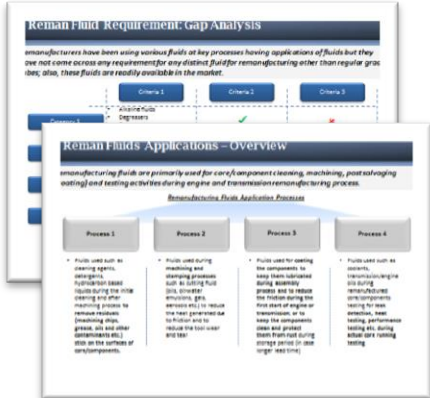 Reman Fluid Requirement: Gap Analysis
emanufacturers have been using various fluids at key processes having applications of fluids but they
ave not come across any requirement for any distinct fluid for remanufacturing other than regular grac
bes; also, these fluids are readily available in the market.
Criteria 1
Criteria 2
Criteria 3
Alkaline fluids
Degreasers
Category 1
Reman Fluids Applications – Overview
emanufacturing fluids are primarily used for core/component cleaning, machining, postsalvaging
oating) and testing activities during engine and transmission remanufacturing process.
Remanufacturing Fluids Application Processes
Process 1
Process 2
Process 3
Process 4
• Fluids used such as
cleaning agents,
detergents,
hydrocarbon based
liquids during the initial
cleaning and after
machining process to
remove residuals
(machining chips,
grease, oils and other
contaminants etc.)
stick on the surfaces of
core/components.
• Fluids used during
machining and
stamping processes
such as cutting fluid
(oils, oil-water
emulsions, gels,
aerosols etc.) to reduce
the heat generated due
to friction and to
reduce the tool wear
and tear
• Fluids used for coating
the components to
keep them lubricated
during assembly
process and to reduce
the friction during the
first start of engine or
transmission, or to
keep the components
clean and protect
them from rust during
storage period (in case
longer lead time)
• Fluids used such as
coolants,
transmission/engine
oils during
remanufactured
core/components
testing for leak
detection, heat
testing, performance
testing etc. during
actual core running
testing